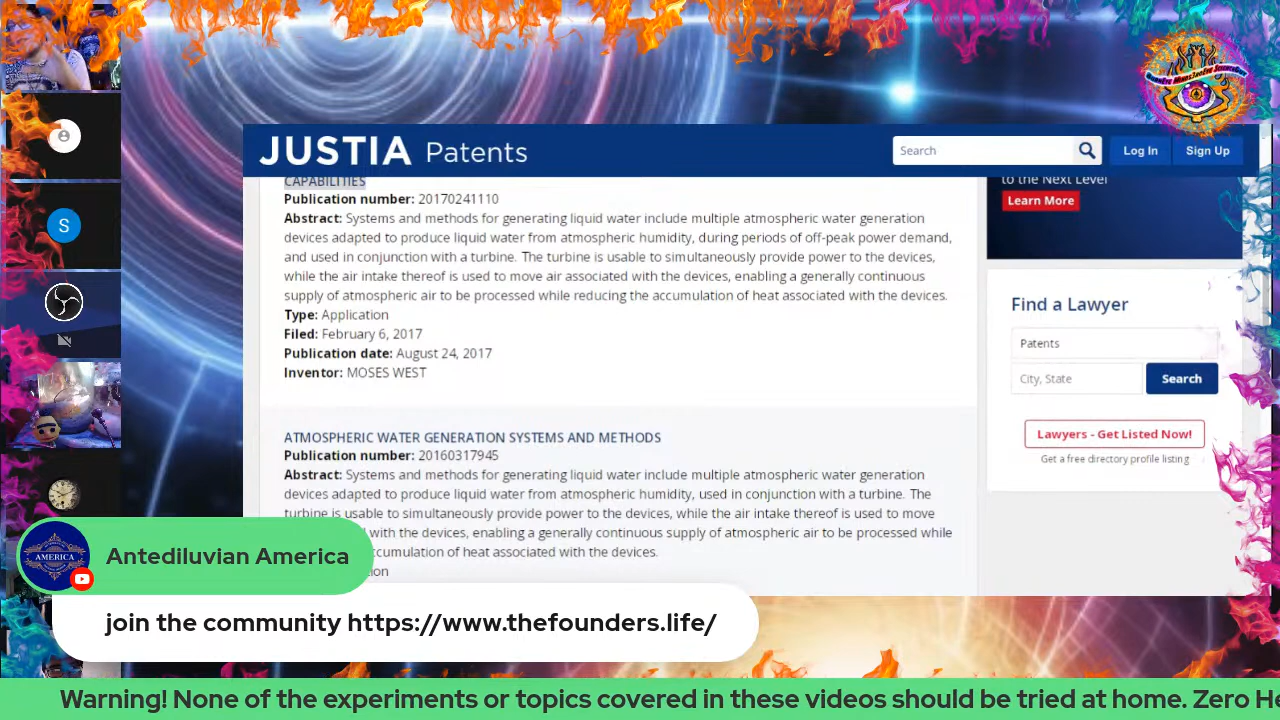 JUSTIA Patents
Search
Log In
Sign Up
CAPABILITIES
Publication number: 20170241110
Abstract: Systems and methods for generating liquid water include multiple atmospheric water generation
devices adapted to produce liquid water from atmospheric humidity, during periods of off-peak power demand,
and used in conjunction with a turbine. The turbine is usable to simultaneously provide power to the devices,
while the air intake thereof is used to move air associated with the devices, enabling a generally continuous
supply of atmospheric air to be processed while reducing the accumulation of heat associated with the devices.
Type: Application
Filed: February 6, 2017
Publication date: August 24, 2017
Inventor: MOSES WEST
ATMOSPHERIC WATER GENERATION SYSTEMS AND METHODS
Publication number: 20160317945
Abstract: Systems and methods for generating liquid water include multiple atmospheric water generation
devices adapted to produce liquid water from atmospheric humidity, used in conjunction with a turbine. The
turbine is usable to simultaneously provide power to the devices, while the air intake thereof is used to move
with the devices, enabling a generally continuous supply of atmospheric air to be processed while
cumulation of heat associated with the devices.
to the Next Level
Learn More
Find a Lawyer
Patents
City, State
Search
Lawyers - Get Listed Now!
Get a free directory profile listing
S
AMERICA
Antediluvian America
join the community https://www.thefounders.life/
Warning! None of the experiments or topics covered in these videos should be tried at home. Zero